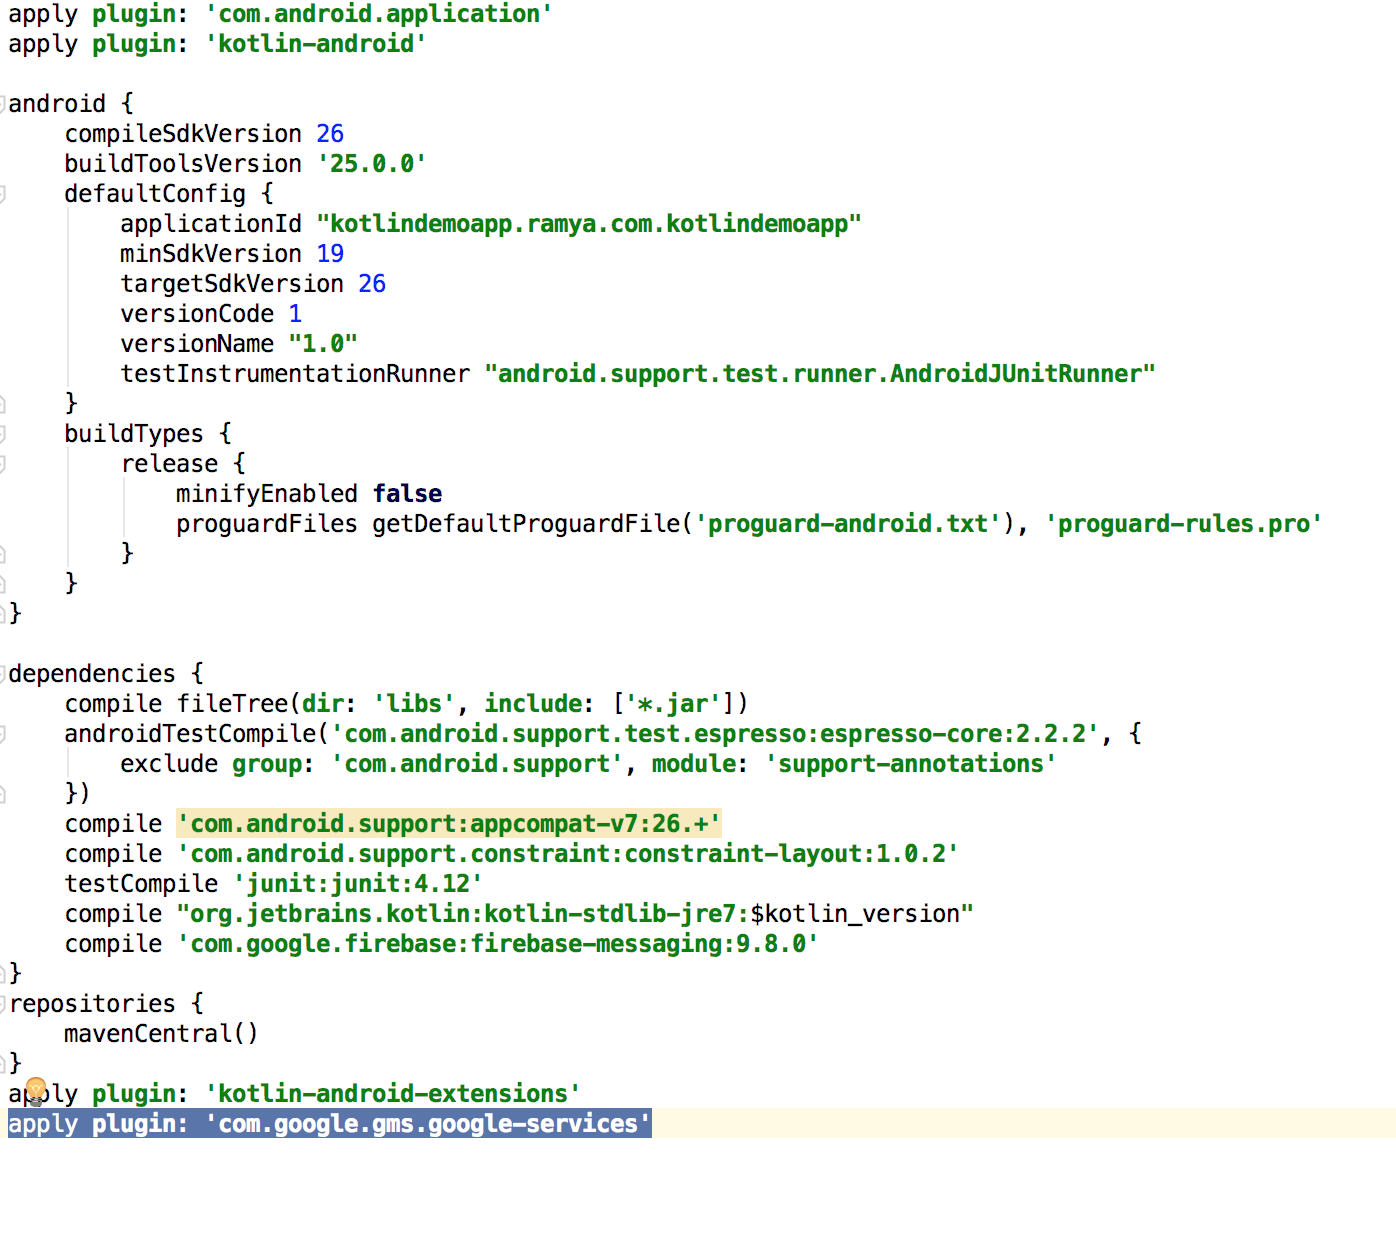 apply plugin: 'com.android.application'
apply plugin: 'kotlin-android'
android {
    compileSdkVersion 26
    buildToolsVersion '25.0.0'
    defaultConfig {
        applicationId "kotlindemoapp.ramya.com.kotlindemoapp"
        minSdkVersion 19
        targetSdkVersion 26
        versionCode 1
        versionName "1.0"
        testInstrumentationRunner "android.support.test.runner.AndroidJUnitRunner"
    }
    buildTypes {
        release {
            minifyEnabled false
            proguardFiles getDefaultProguardFile('proguard-android.txt'), 'proguard-rules.pro'
        }
    }
}
dependencies {
    compile fileTree(dir: 'libs', include: ['*.jar'])
    androidTestCompile('com.android.support.test.espresso:espresso-core:2.2.2', {
        exclude group: 'com.android.support', module: 'support-annotations'
    })
    compile 'com.android.support:appcompat-v7:26.+'
    compile 'com.android.support.constraint:constraint-layout:1.0.2'
    testCompile 'junit:junit:4.12'
    compile "org.jetbrains.kotlin:kotlin-stdlib-jre7:$kotlin_version"
    compile 'com.google.firebase:firebase-messaging:9.8.0'
}
repositories {
    mavenCentral()
}
apply plugin: 'kotlin-android-extensions'
apply plugin: 'com.google.gms.google-services'